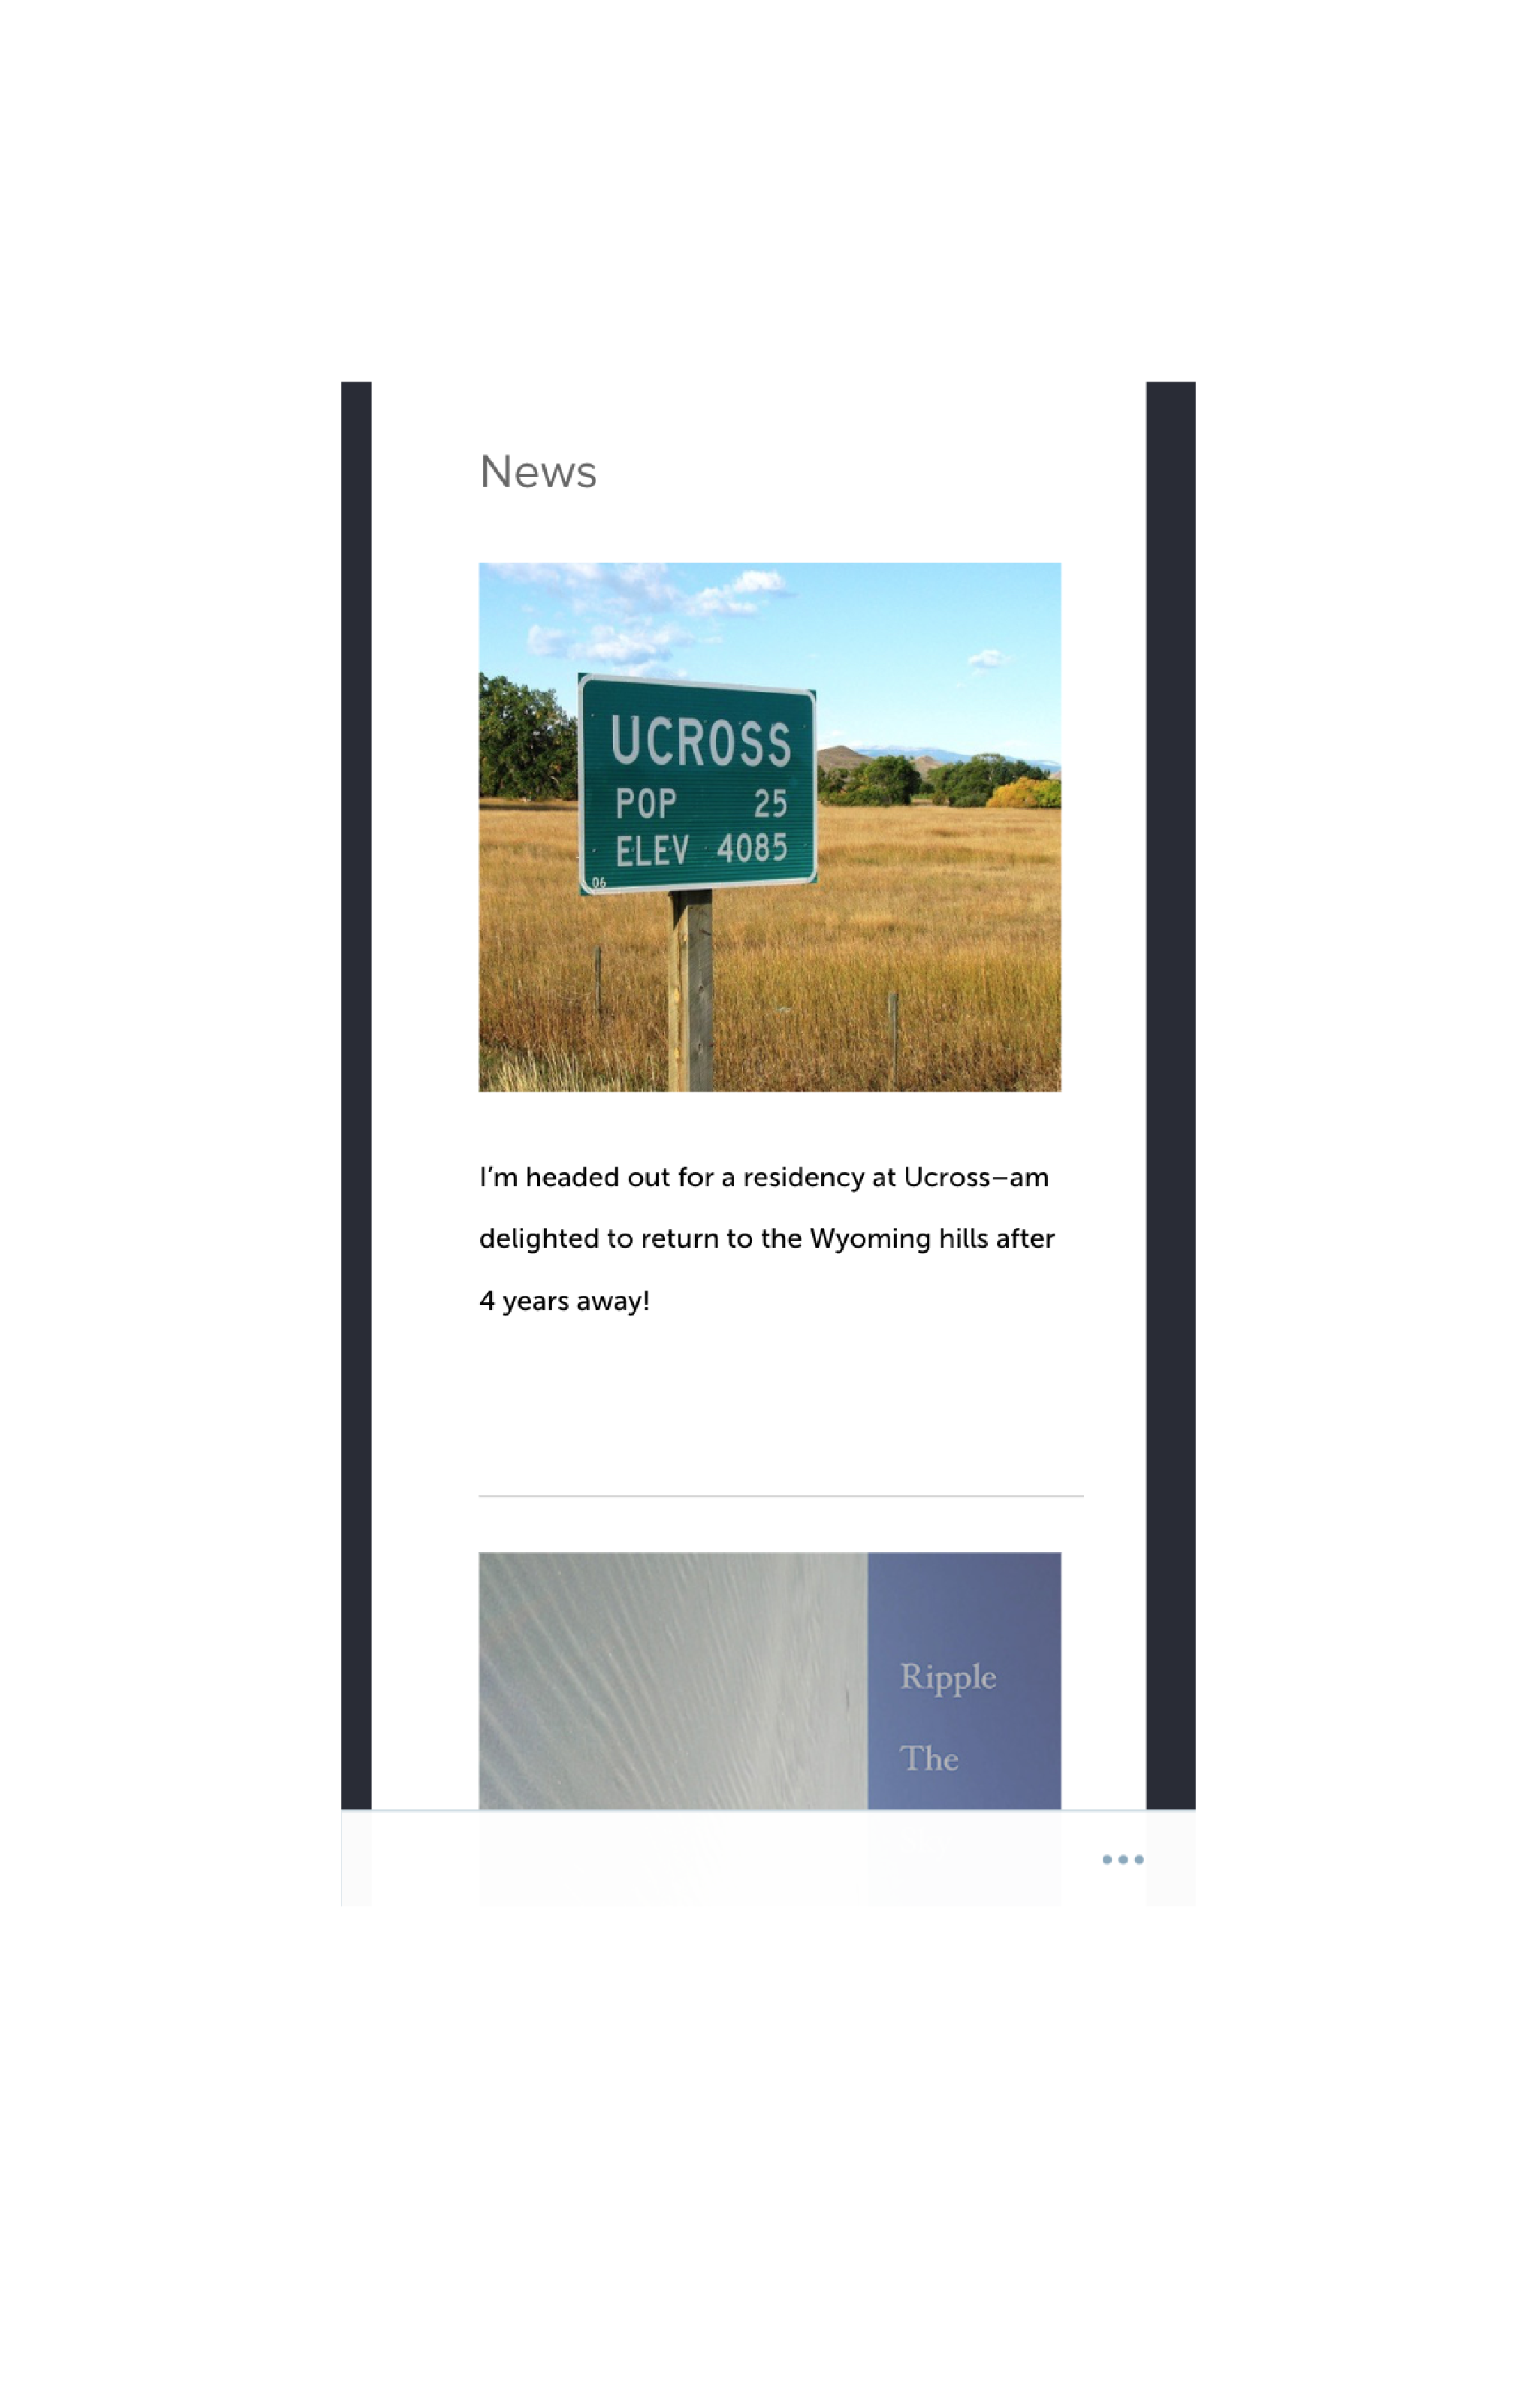 News
UCROSS
POP 25
ELEV 4085
06
I'm headed out for a residency at Ucross–am
delighted to return to the Wyoming hills after
4 years away!
Ripple
The